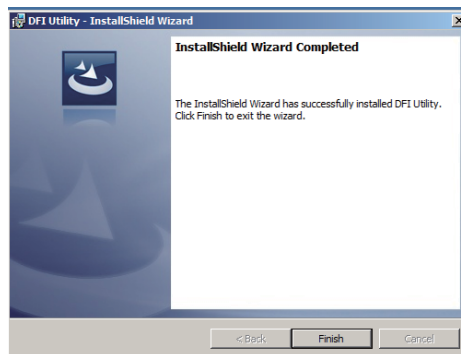 DFI Utility - InstallShield Wizard
InstallShield Wizard Completed
The InstallShield Wizard has successfully installed DFI Utility.
Click Finish to exit the wizard.
< Back
Finish
Cancel